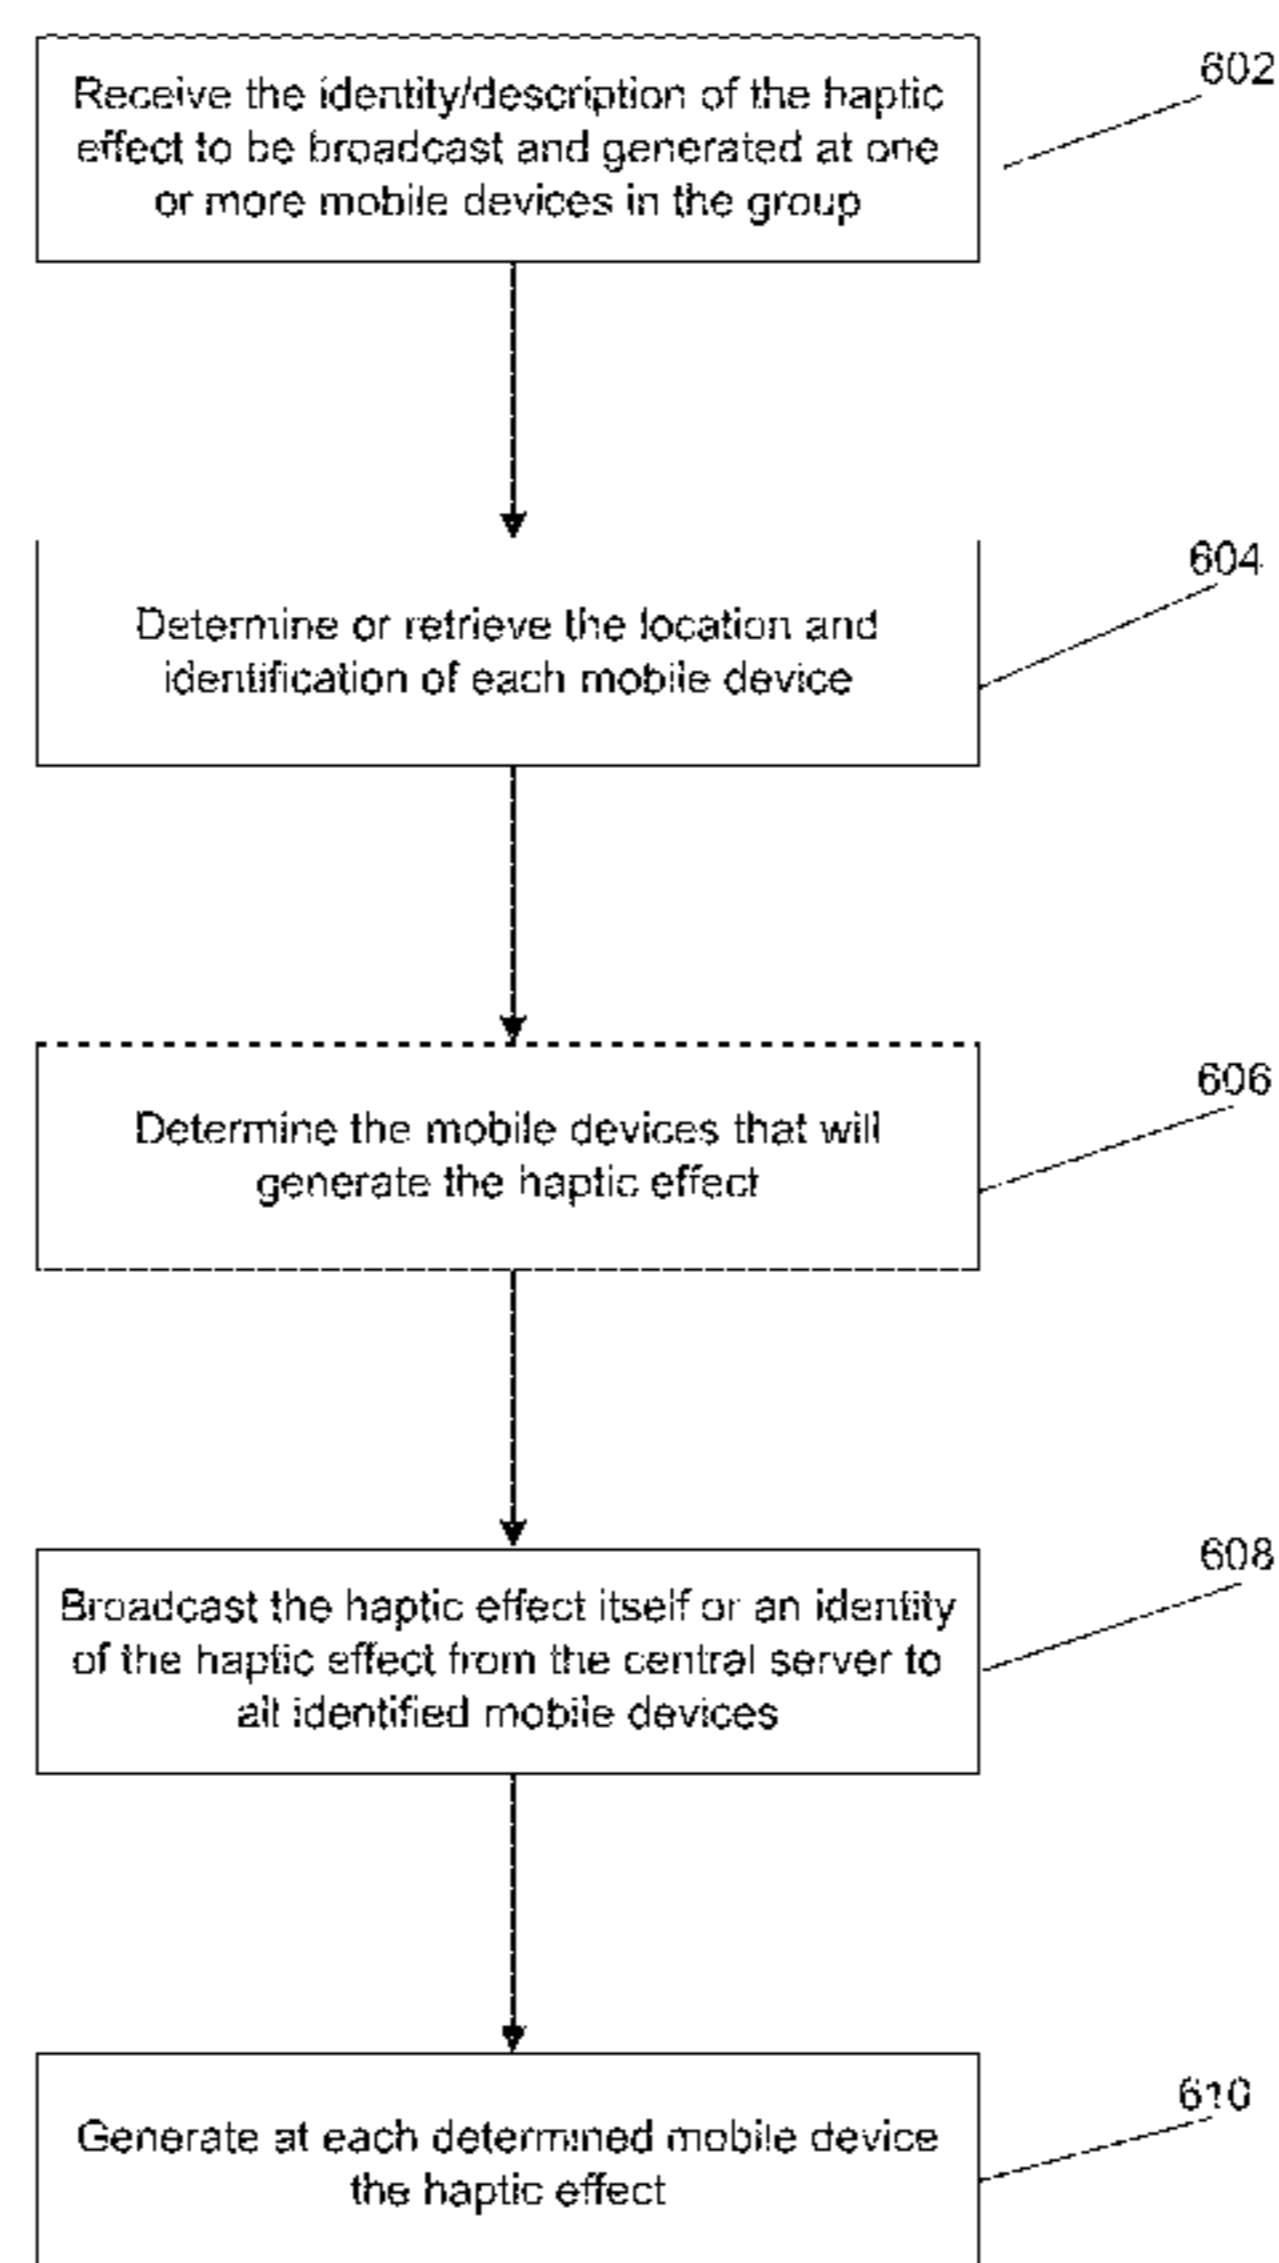 Receive the identity/description of the haptic
effect to be broadcast and generated at one
or more mobile devices in the group
602
Determine or retrieve the location and
identification of each mobile device
604
Determine the mobile devices that will
generate the haptic effect
606
Broadcast the haptic effect itself or an identity
of the haptic effect from the central server to
all identified mobile devices
608
Generate at each determined mobile device
the haptic effect
610